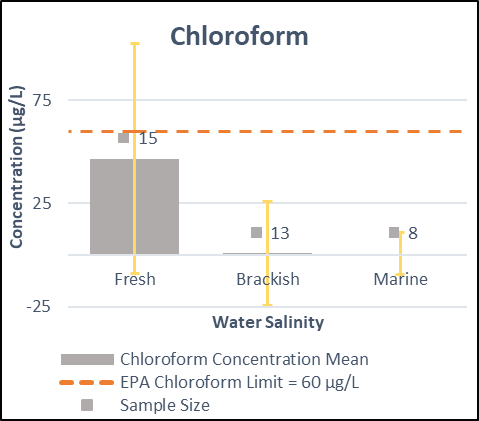 Chloroform
Concentration (µg/L)
75
25
-25
15
13
8
Fresh Brackish Marine
Water Salinity
Chloroform Concentration Mean
EPA Chloroform Limit = 60 µg/L
Sample Size